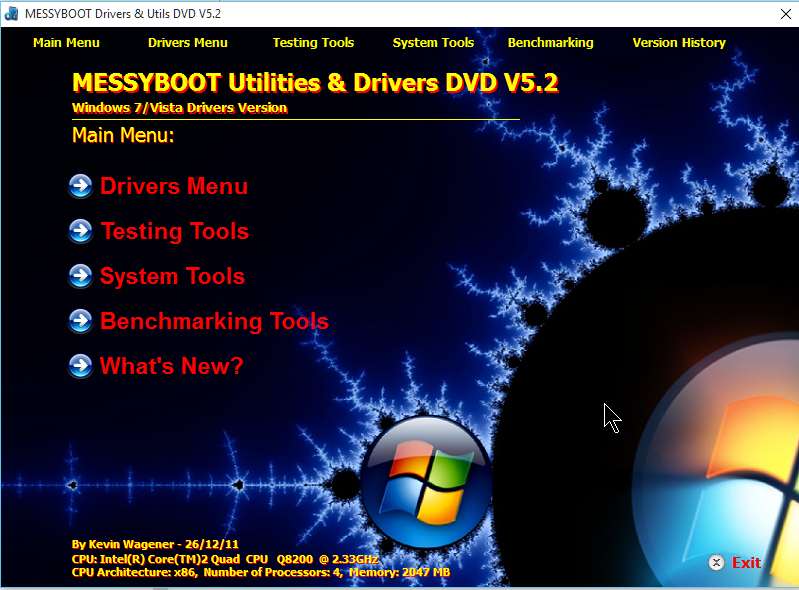 MESSYBOOT Drivers & Utils DVD V5.2
Main Menu Drivers Menu Testing Tools System Tools Benchmarking Version History
MESSYBOOT Utilities & Drivers DVD V5.2
Windows 7/Vista Drivers Version
Main Menu:
Drivers Menu
Testing Tools
System Tools
Benchmarking Tools
What's New?
By Kevin Wagener - 26/12/11
CPU: Intel(R) Core(TM)2 Quad CPU Q8200 @ 2.33GHz
CPU Architecture: x86, Number of Processors: 4, Memory: 2047 MB
Exit